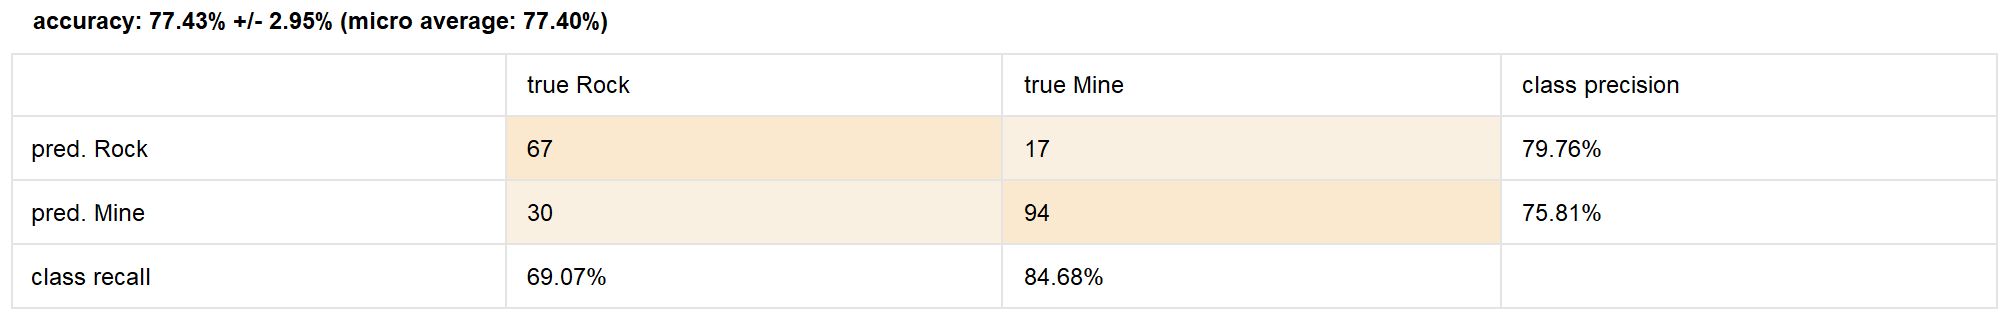 accuracy: 77.43% +/- 2.95% (micro average: 77.40%)
true Rock true Mine class precision
pred. Rock 67 17 79.76%
pred. Mine 30 94 75.81%
class recall 69.07% 84.68%